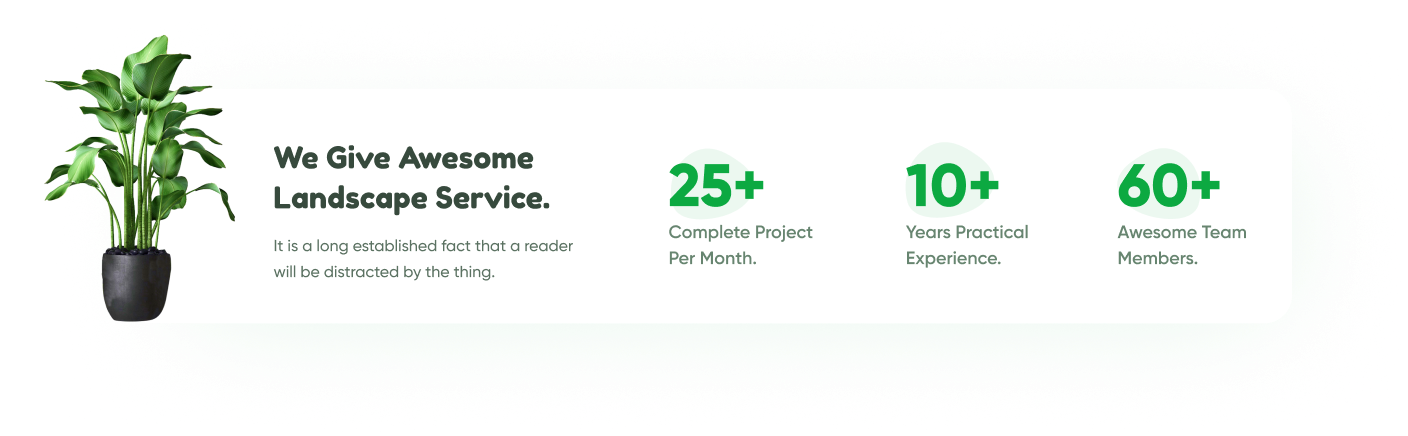 We Give Awesome
Landscape Service.
It is a long established fact that a reader
will be distracted by the thing.
25+
Complete Project
Per Month.
10+
Years Practical
Experience.
60+
Awesome Team
Members.